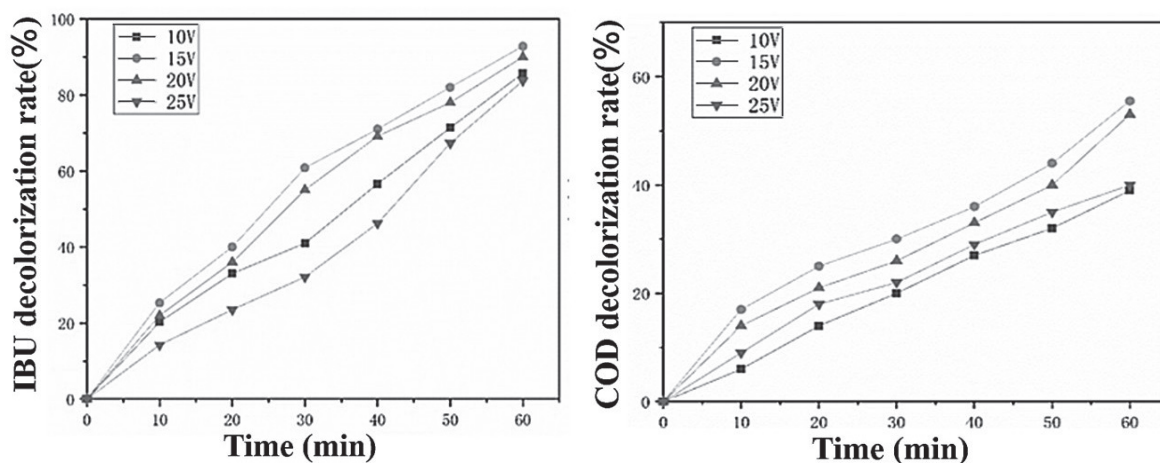 IBU decolorization rate(%)
100
80
60
40
20
0
10V
15V
20V
25V
0 10 20 30 40 50 60
Time (min)
COD decolorization rate(%)
60
40
20
0
10V
15V
20V
25V
0 10 20 30 40 50 60
Time (min)